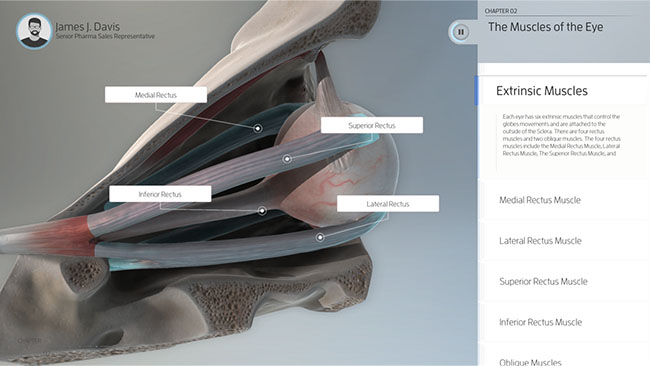 James J. Davis
Senior Pharma Sales Representative
Medial Rectus
Superior Rectus
Inferior Rectus
Lateral Rectus
CHAPTER
CHAPTER 02
The Muscles of the Eye
Extrinsic Muscles
Each eye has six extrinsic muscles that control the
globes movements and are attached to the
outside of the Sclera. There are four rectus
muscles and two oblique muscles. The four rectus
muscles include the Medial Rectus Muscle, Lateral
Rectus Muscle, The Superior Rectus Muscle, and
Medial Rectus Muscle
Lateral Rectus Muscle
Superior Rectus Muscle
Inferior Rectus Muscle
Oblique Muscles